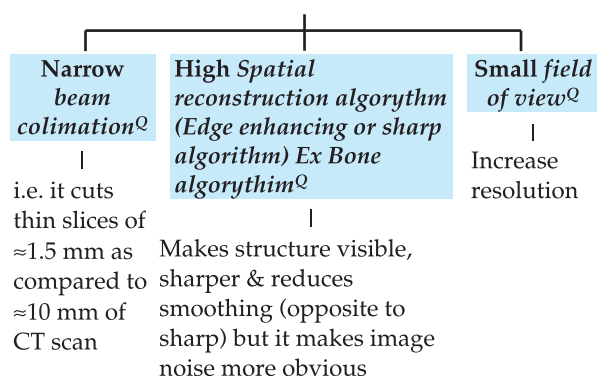 Narrow
beam
colimationQ
i.e. it cuts
thin slices of
≈1.5 mm as
compared to
≈10 mm of
CT scan
High Spatial
reconstruction algorythm
(Edge enhancing or sharp
algorithm) Ex Bone
algorythimQ
Makes structure visible,
sharper & reduces
smoothing (opposite to
sharp) but it makes image
noise more obvious
Small field
of viewQ
Increase
resolution